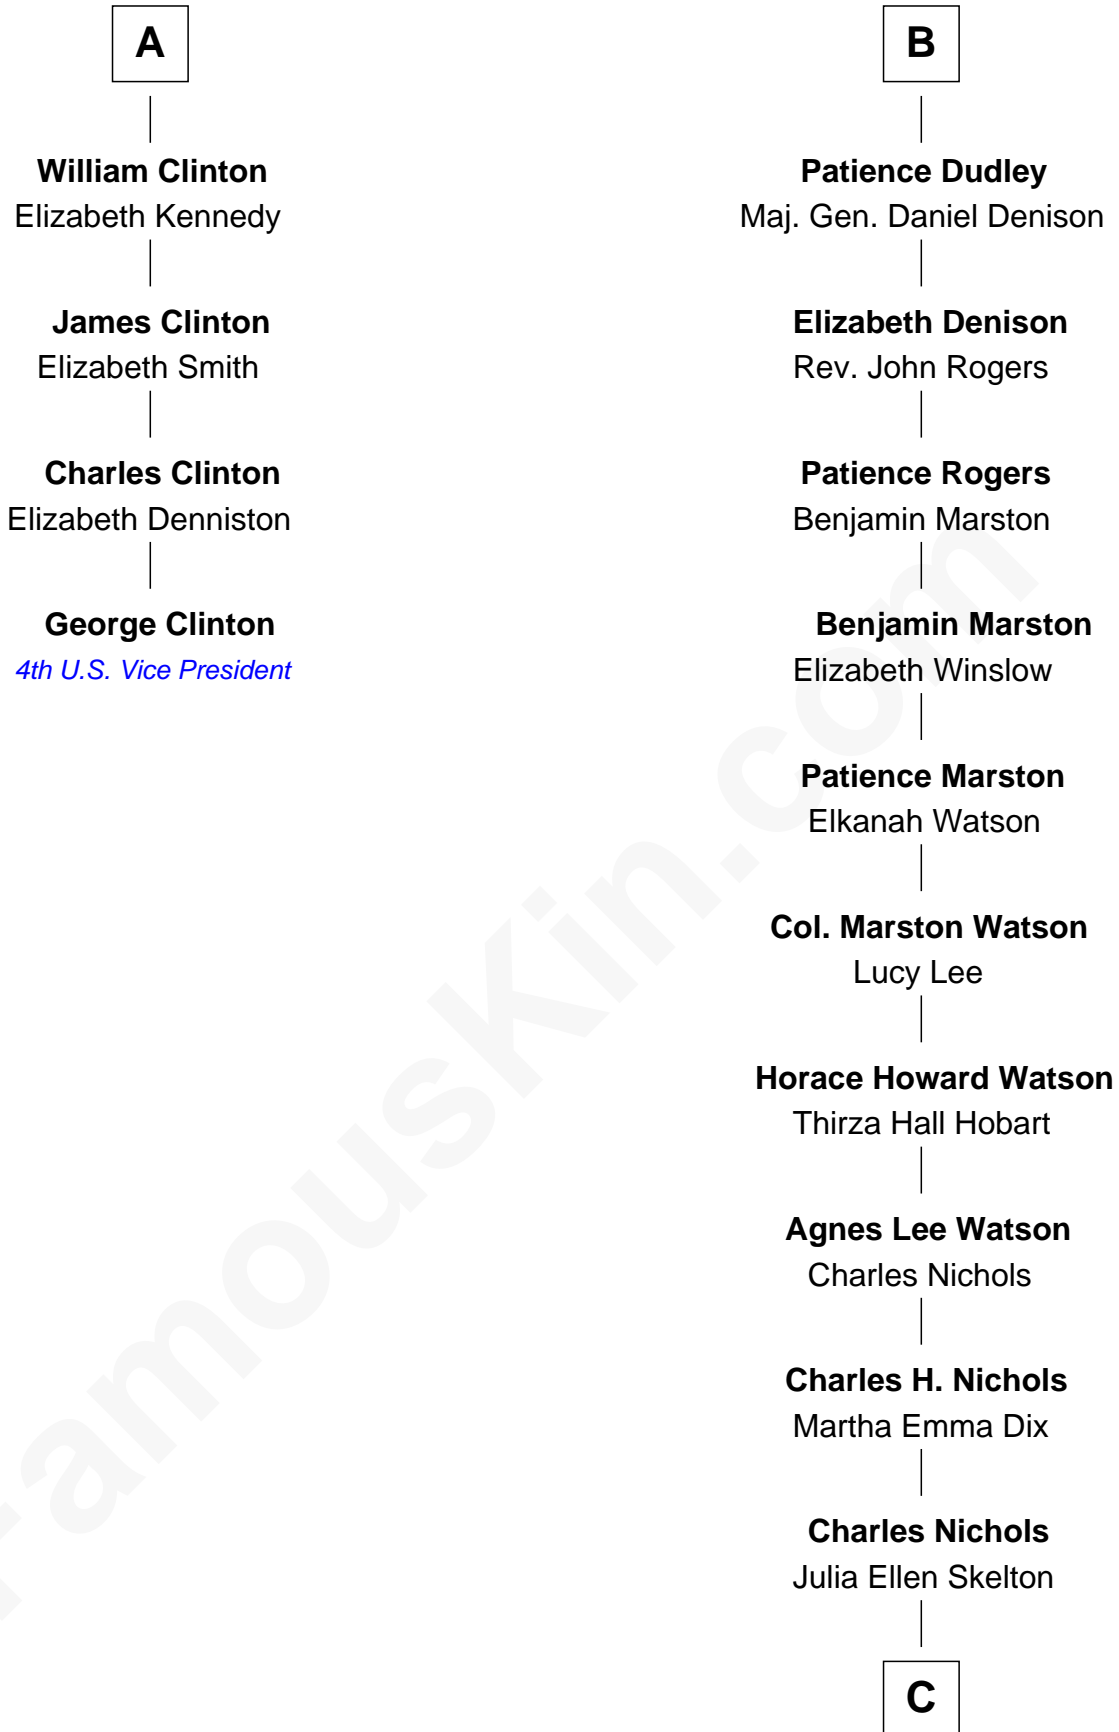 A
William Clinton
Elizabeth Kennedy
James Clinton
Elizabeth Smith
Charles Clinton
Elizabeth Denniston
George Clinton
4th U.S. Vice President
B
Patience Dudley
Maj. Gen. Daniel Denison
Elizabeth Denison
Rev. John Rogers
Patience Rogers
Benjamin Marston
Benjamin Marston
Elizabeth Winslow
Patience Marston
Elkanah Watson
Col. Marston Watson
Lucy Lee
Horace Howard Watson
Thirza Hall Hobart
Agnes Lee Watson
Charles Nichols
Charles H. Nichols
Martha Emma Dix
Charles Nichols
Julia Ellen Skelton
C
FamousKin.com